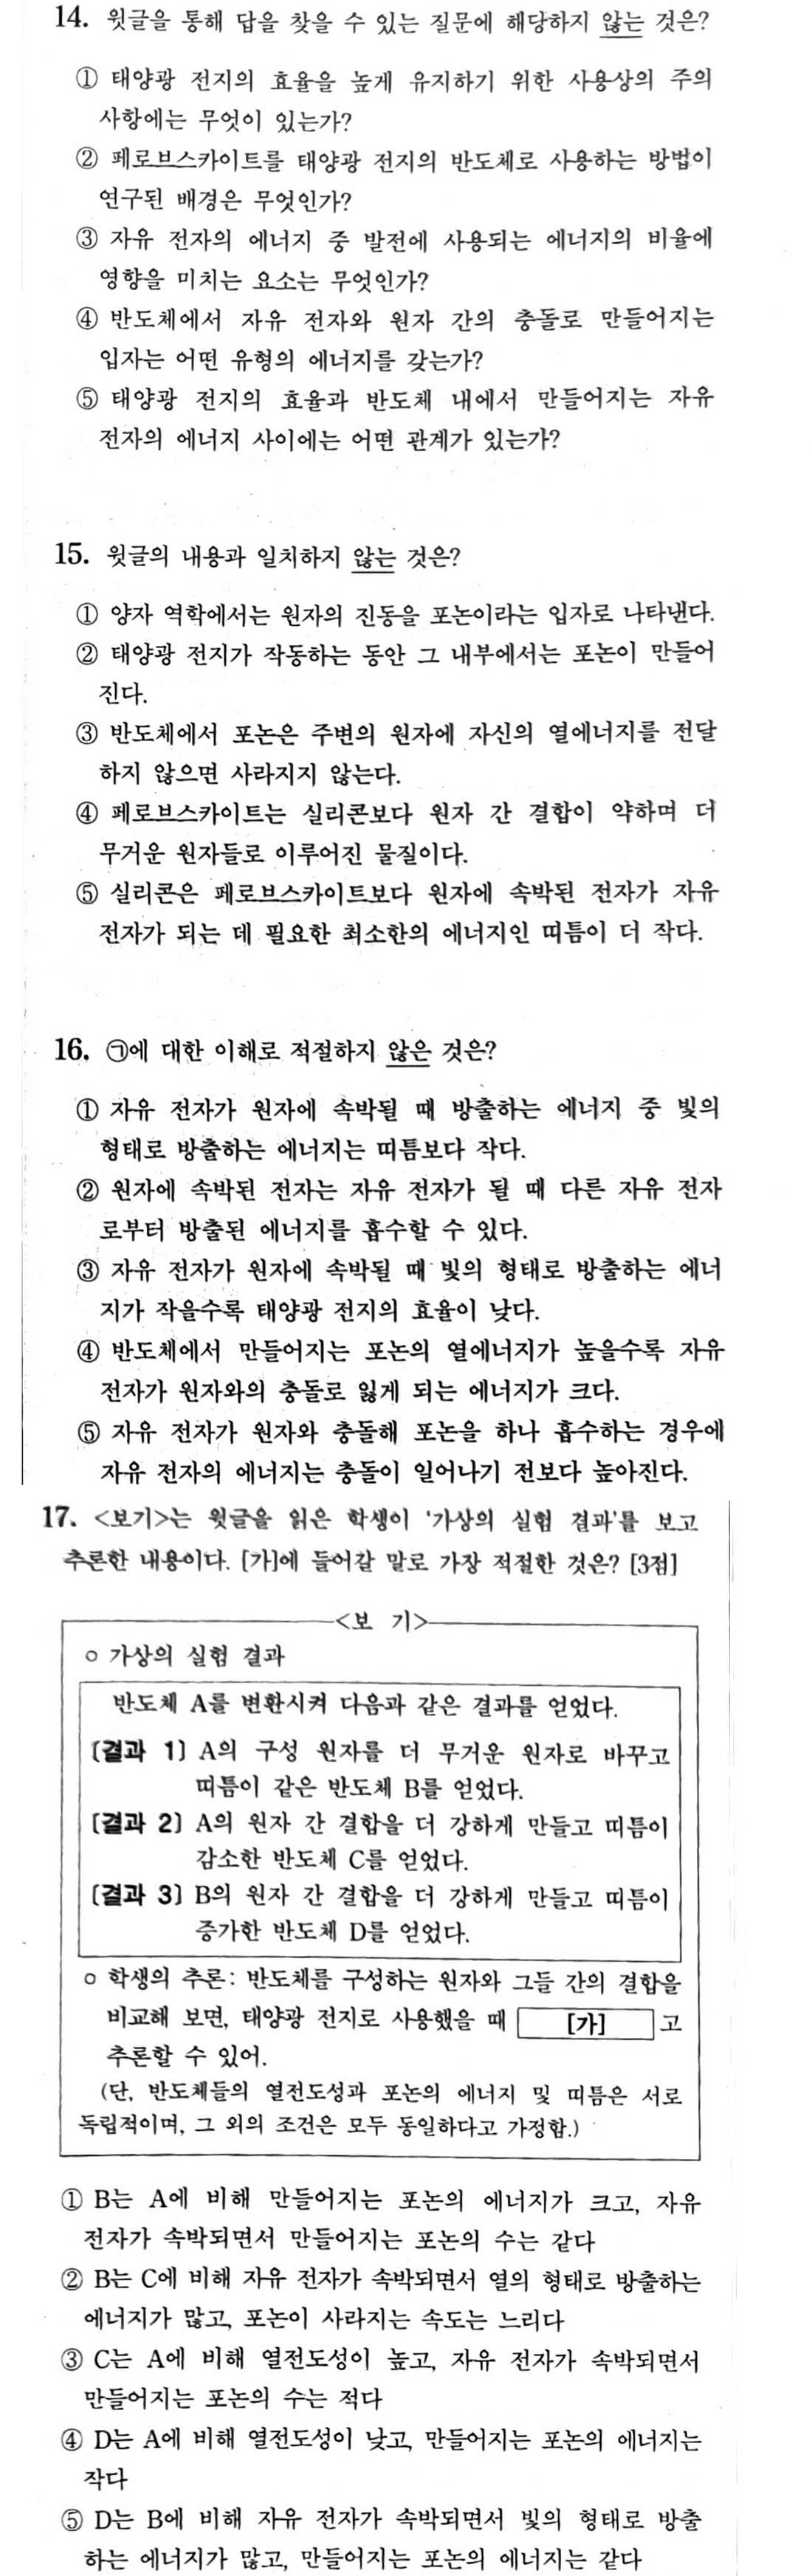 14. 윗글을 통해 답을 찾을 수 있는 질문에 해당하지 않는 것은?
① 태양광 전지의 효율을 높게 유지하기 위한 사용상의 주의
사항에는 무엇이 있는가?
② 페로브스카이트를 태양광 전지의 반도체로 사용하는 방법이
연구된 배경은 무엇인가?
③ 자유 전자의 에너지 중 발전에 사용되는 에너지의 비율에
영향을 미치는 요소는 무엇인가?
④ 반도체에서 자유 전자와 원자 간의 충돌로 만들어지는
입자는 어떤 유형의 에너지를 갖는가?
⑤ 태양광 전지의 효율과 반도체 내에서 만들어지는 자유
전자의 에너지 사이에는 어떤 관계가 있는가?
15. 윗글의 내용과 일치하지 않는 것은?
① 양자 역학에서는 원자의 진동을 포논이라는 입자로 나타낸다.
② 태양광 전지가 작동하는 동안 그 내부에서는 포논이 만들어
진다.
③ 반도체에서 포논은 주변의 원자에 자신의 열에너지를 전달
하지 않으면 사라지지 않는다.
④ 페로브스카이트는 실리콘보다 원자 간 결합이 약하며 더
무거운 원자들로 이루어진 물질이다.
⑤ 실리콘은 페로브스카이트보다 원자에 속박된 전자가 자유
전자가 되는 데 필요한 최소한의 에너지인 띠틈이 더 작다.
16. ㉠에 대한 이해로 적절하지 않은 것은?
① 자유 전자가 원자에 속박될 때 방출하는 에너지 중 빛의
형태로 방출하는 에너지는 띠틈보다 작다.
② 원자에 속박된 전자는 자유 전자가 될 때 다른 자유 전자
로부터 방출된 에너지를 흡수할 수 있다.
③ 자유 전자가 원자에 속박될 때 빛의 형태로 방출하는 에너
지가 작을수록 태양광 전지의 효율이 낮다.
④ 반도체에서 만들어지는 포논의 열에너지가 높을수록 자유
전자가 원자와의 충돌로 잃게 되는 에너지가 크다.
⑤ 자유 전자가 원자와 충돌해 포논을 하나 흡수하는 경우에
자유 전자의 에너지는 충돌이 일어나기 전보다 높아진다.
17. <보기>는 윗글을 읽은 학생이 '가상의 실험 결과'를 보고
추론한 내용이다. [가]에 들어갈 말로 가장 적절한 것은? [3점]
<보 기>
○ 가상의 실험 결과
반도체 A를 변환시켜 다음과 같은 결과를 얻었다.
〔결과 1〕 A의 구성 원자를 더 무거운 원자로 바꾸고
띠틈이 같은 반도체 B를 얻었다.
〔결과 2〕 A의 원자 간 결합을 더 강하게 만들고 띠틈이
감소한 반도체 C를 얻었다.
〔결과 3〕 B의 원자 간 결합을 더 강하게 만들고 띠틈이
증가한 반도체 D를 얻었다.
○ 학생의 추론: 반도체를 구성하는 원자와 그들 간의 결합을
비교해 보면, 태양광 전지로 사용했을 때 [가] 고
추론할 수 있어.
(단, 반도체들의 열전도성과 포논의 에너지 및 띠틈은 서로
독립적이며, 그 외의 조건은 모두 동일하다고 가정함.)
① B는 A에 비해 만들어지는 포논의 에너지가 크고, 자유
전자가 속박되면서 만들어지는 포논의 수는 같다
② B는 C에 비해 자유 전자가 속박되면서 열의 형태로 방출하는
에너지가 많고, 포논이 사라지는 속도는 느리다
③ C는 A에 비해 열전도성이 높고, 자유 전자가 속박되면서
만들어지는 포논의 수는 적다
④ D는 A에 비해 열전도성이 낮고, 만들어지는 포논의 에너지는
작다
⑤ D는 B에 비해 자유 전자가 속박되면서 빛의 형태로 방출
하는 에너지가 많고, 만들어지는 포논의 에너지는 같다